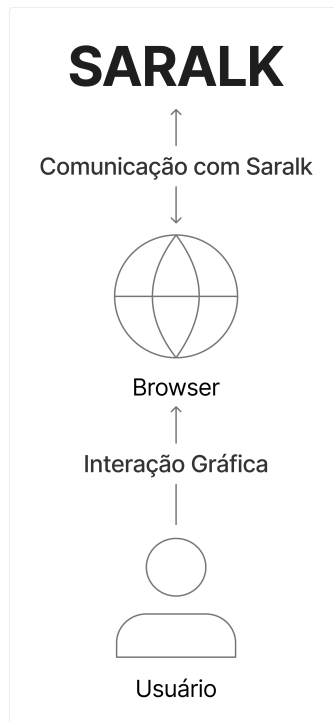 SARALK
Comunicação com Saralk
Browser
Interação Gráfica
Usuário